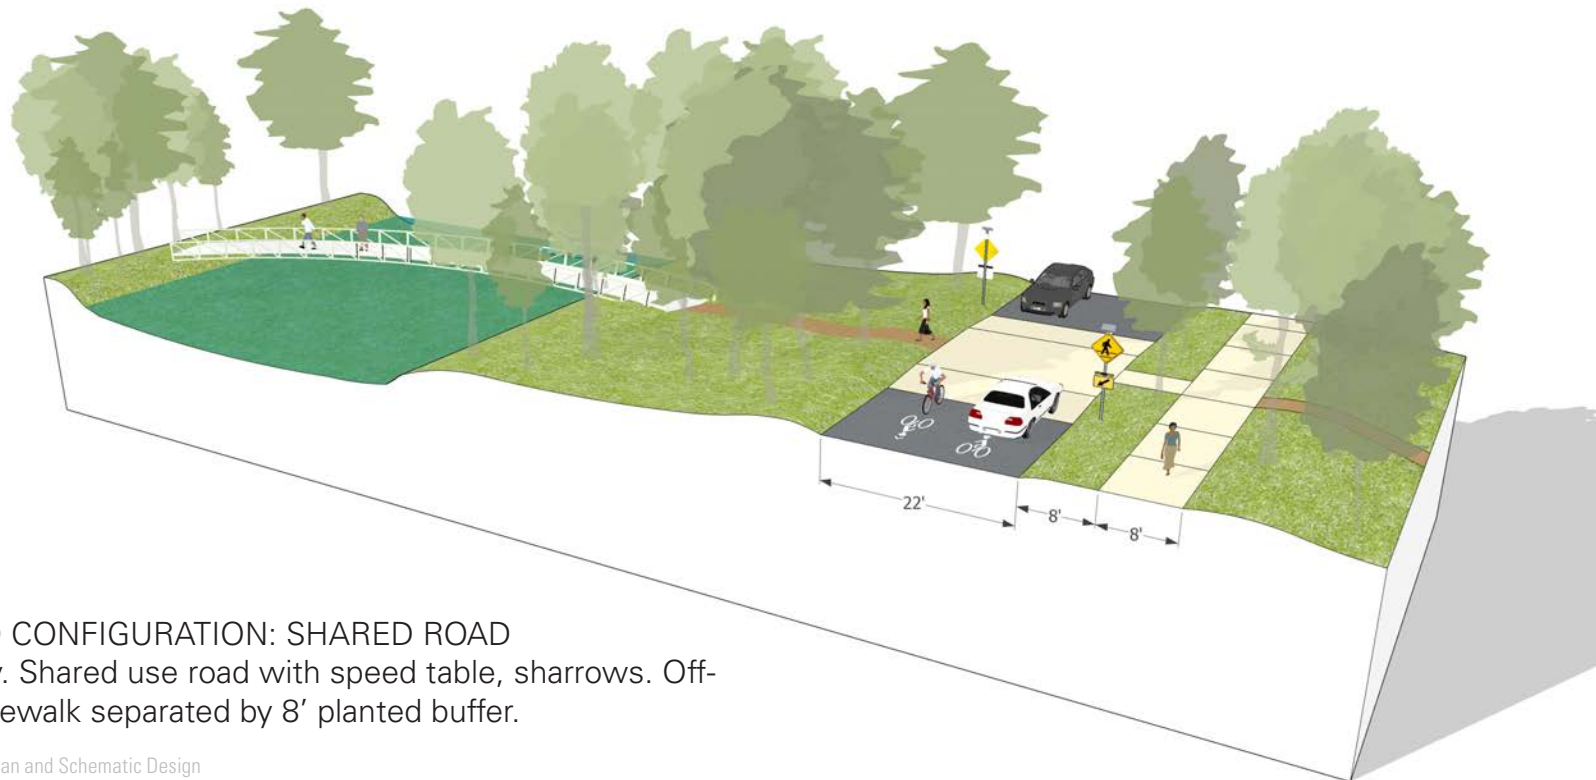 22'
8'
8'
CONFIGURATION: SHARED ROAD
. Shared use road with speed table, sharrows. Off-
ewalk separated by 8’ planted buffer.
an and Schematic Design